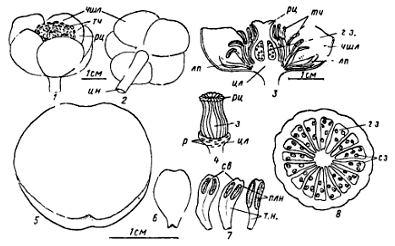 чшл
тч
рц
1см
1
цн
2
рц
тч
г.з.
чшл
лп
лп
цл
3
1см
рц
з
р
цл
4
5
1см
6
св
плн
т.н.
7
г.з.
с.з
8